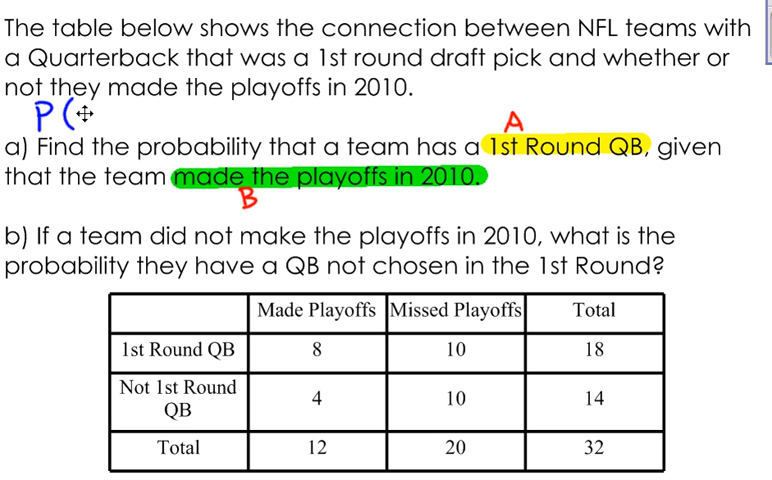 The table below shows the connection between NFL teams with
a Quarterback that was a 1st round draft pick and whether or
not they made the playoffs in 2010.
P(
A
a) Find the probability that a team has a 1st Round QB, given
that the team made the playoffs in 2010.
B
b) If a team did not make the playoffs in 2010, what is the
probability they have a QB not chosen in the 1st Round?
Made Playoffs Missed Playoffs Total
1st Round QB 8 10 18
Not 1st Round
QB 4 10 14
Total 12 20 32